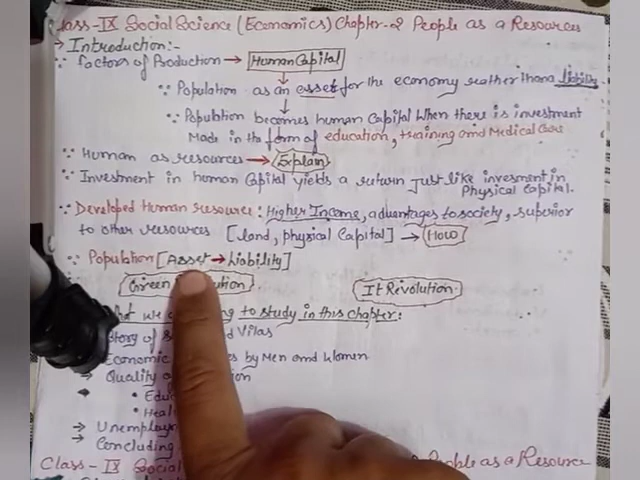 Class-IX Social Science (Economics) Chapter-2 People as a Resources
→ Introduction:-
∵ Factors of Production → Human Capital
∵ Population as an asset for the economy reather than a liability
∵ Population becomes human Capital When there is investment
Made in the form of education, training and Medical Care
∵ Human as resources → Explain
∵ Investment in human Capital yields a return Just like invesment in
Physical Capital.
∵ Developed Human resource: Higher Income, advantages to society, superior
to other resources [land, physical Capital] → How
∵ Population [Asset → Liability]
Green It Revolution
to study in this chapter:
Vilas
Economic by Men and Women
→ Quality
→ •
•
→
→ Concluding
Class-IX Social People as a Resource